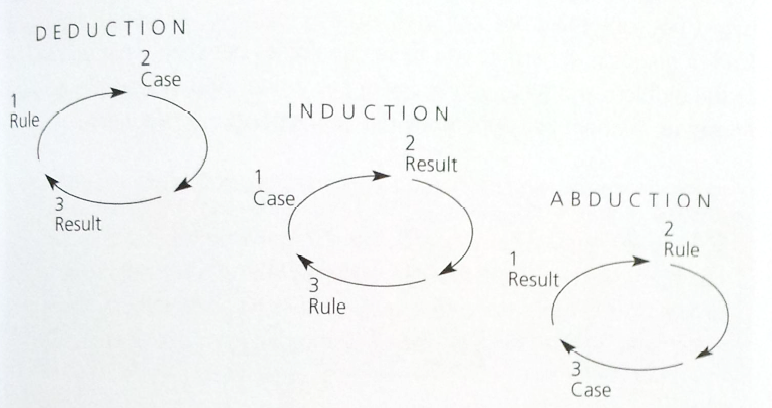 DEDUCTION
1
Rule
2
Case
3
Result
INDUCTION
1
Case
2
Result
3
Rule
ABDUCTION
1
Result
2
Rule
3
Case